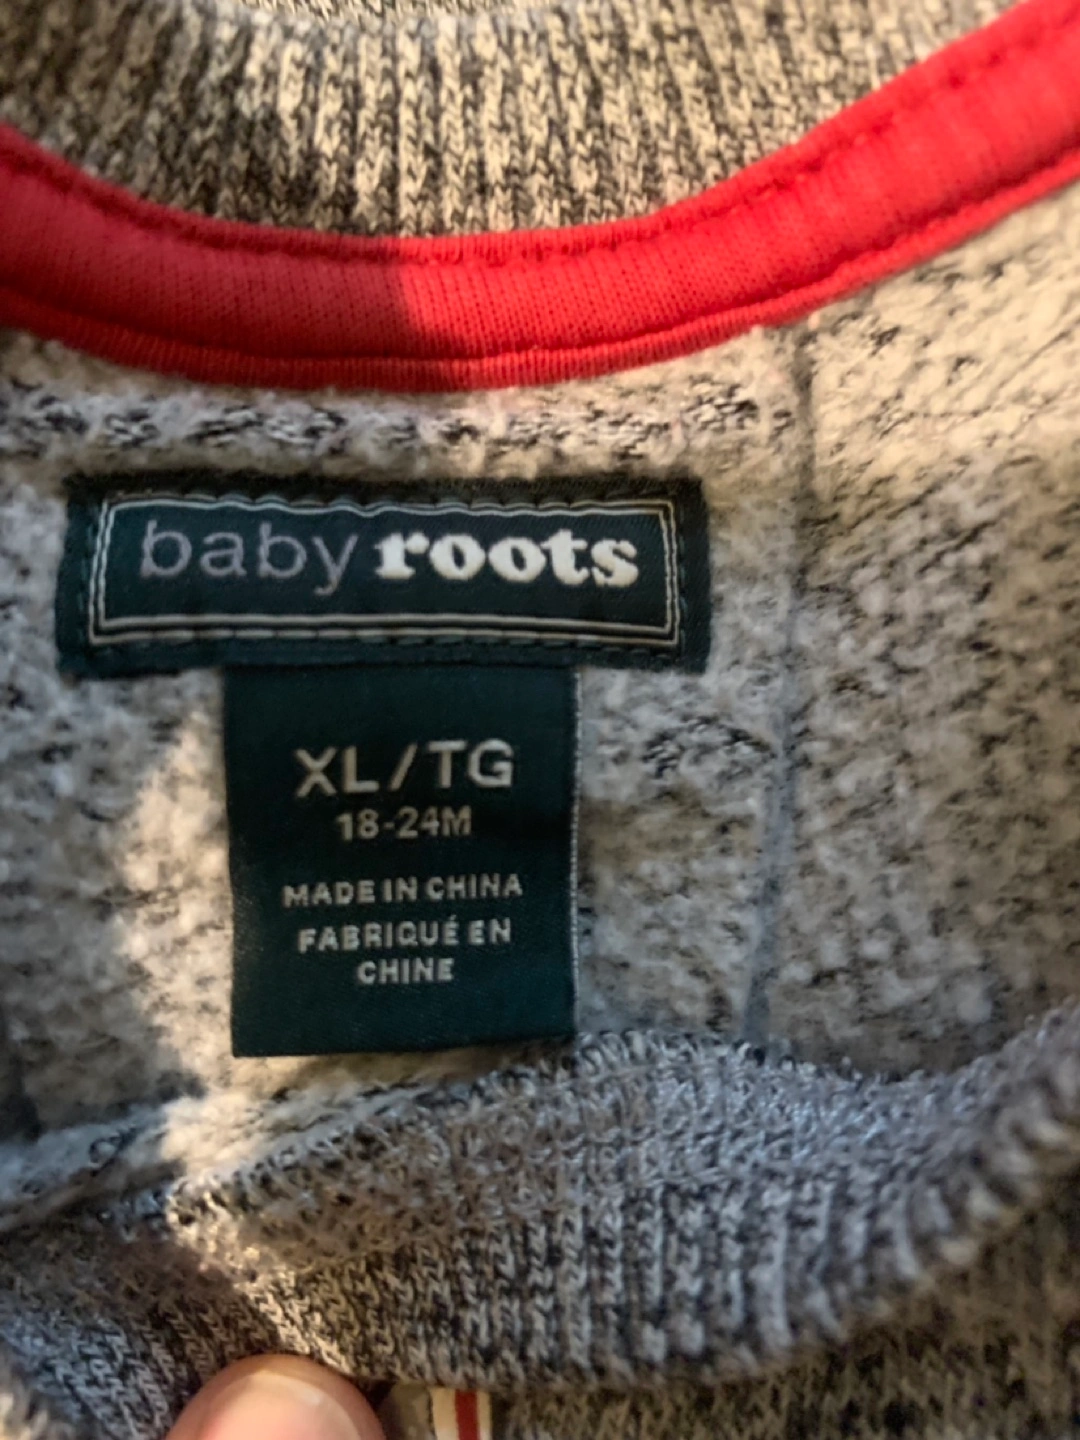 baby roots
XL/TG
18-24M
MADE IN CHINA
FABRIQUÉ EN
CHINE